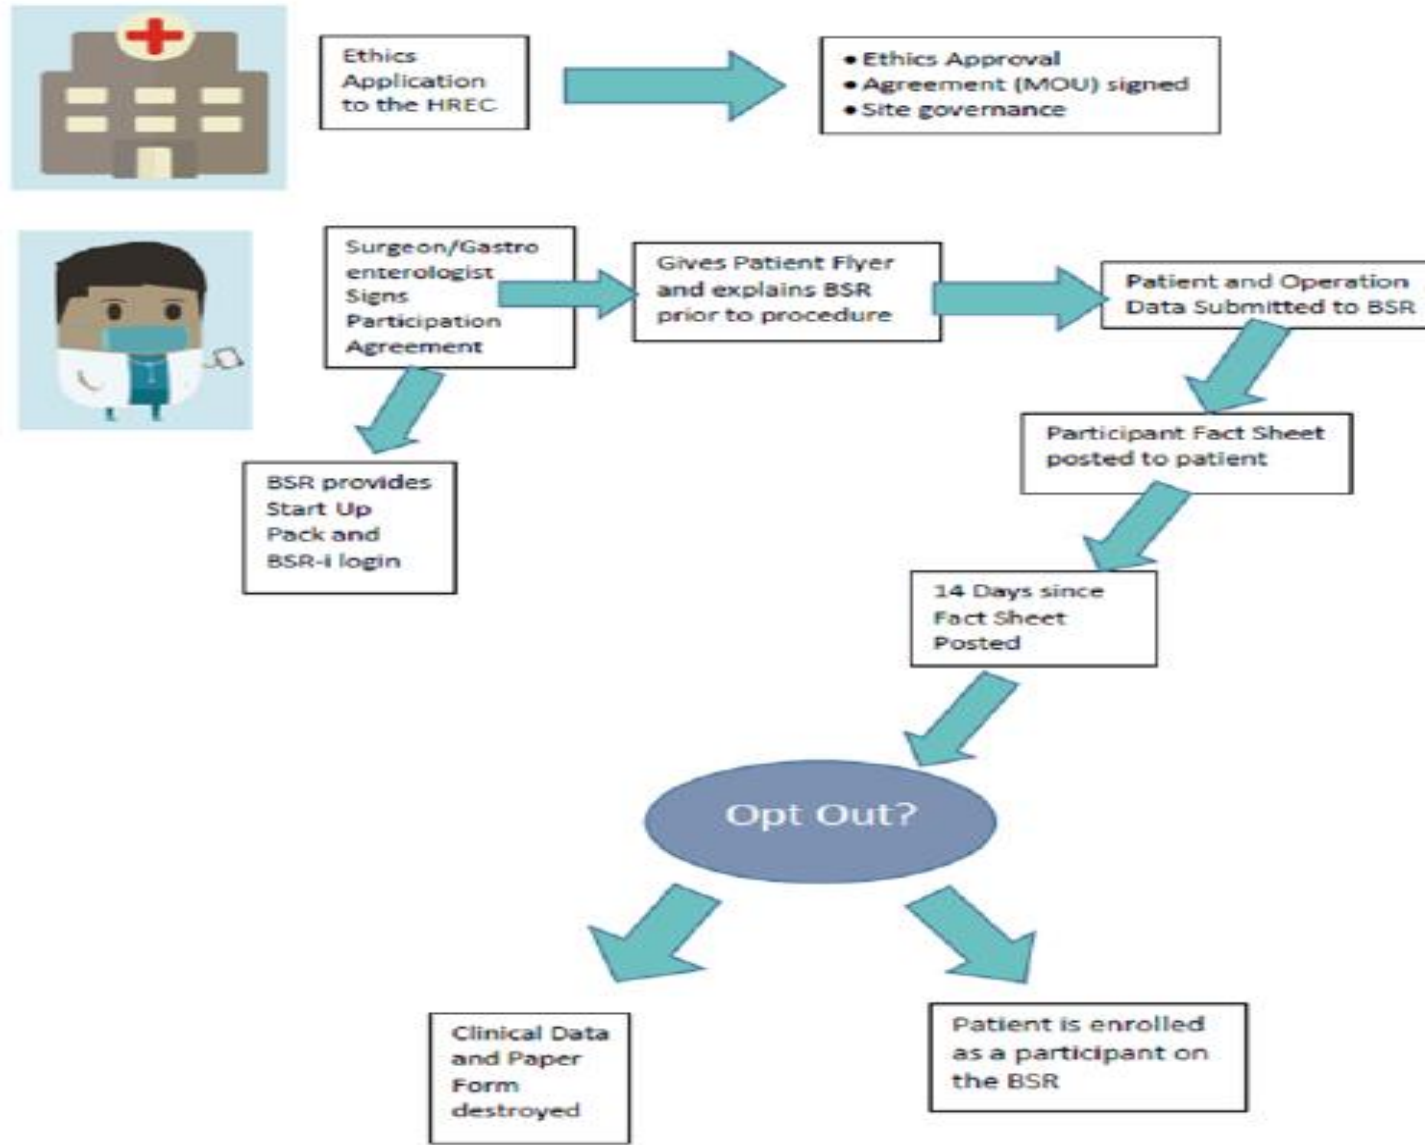 Ethics
Application
to the HREC
• Ethics Approval
• Agreement (MOU) signed
• Site governance
Surgeon/Gastro
enterologist
Signs
Participation
Agreement
Gives Patient Flyer
and explains BSR
prior to procedure
Patient and Operation
Data Submitted to BSR
BSR provides
Start Up
Pack and
BSR-i login
Participant Fact Sheet
posted to patient
14 Days since
Fact Sheet
Posted
Opt Out?
Clinical Data
and Paper
Form
destroyed
Patient is enrolled
as a participant on
the BSR